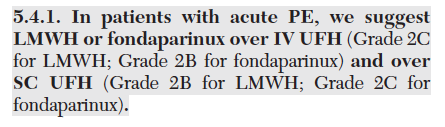 5.4.1. In patients with acute PE, we suggest
LMWH or fondaparinux over IV UFH (Grade 2C
for LMWH; Grade 2B for fondaparinux) and over
SC UFH (Grade 2B for LMWH; Grade 2C for
fondaparinux).